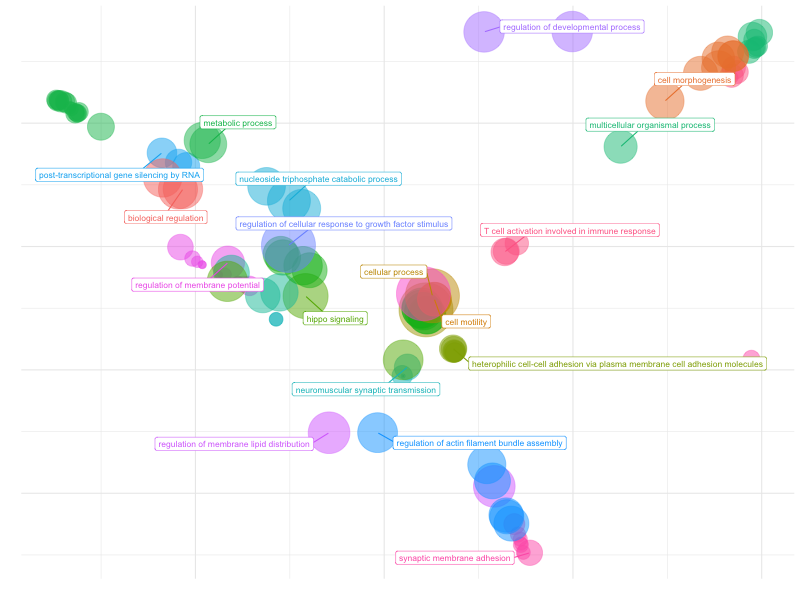 regulation of developmental process
cell morphogenesis
metabolic process
multicellular organismal process
post-transcriptional gene silencing by RNA
nucleoside triphosphate catabolic process
biological regulation
regulation of cellular response to growth factor stimulus
T cell activation involved in immune response
cellular process
regulation of membrane potential
hippo signaling
cell motility
heterophilic cell-cell adhesion via plasma membrane cell adhesion molecules
neuromuscular synaptic transmission
regulation of membrane lipid distribution
regulation of actin filament bundle assembly
synaptic membrane adhesion